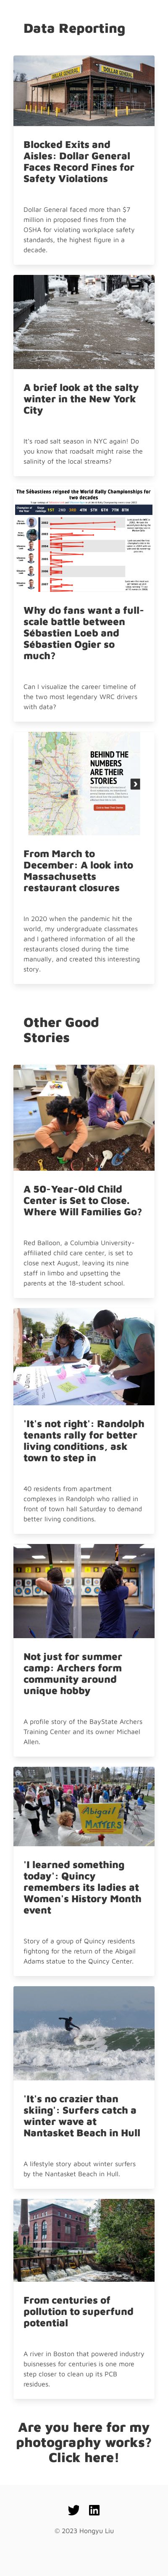 Data Reporting
Blocked Exits and
Aisles: Dollar General
Faces Record Fines for
Safety Violations
Dollar General faced more than $7
million in proposed fines from the
OSHA for violating workplace safety
standards, the highest figure in a
decade.
A brief look at the salty
winter in the New York
City
It's road salt season in NYC again! Do
you know that roadsalt might raise the
salinity of the local streams?
The Sébastiens reigned the World Rally Championships for
two decades
1ST 2ND 3RD 4TH 5TH 6TH 7TH DNF
Why do fans want a full-
scale battle between
Sébastien Loeb and
Sébastien Ogier so
much?
Can I visualize the career timeline of
the two most legendary WRC drivers
with data?
BEHIND THE
NUMBERS
ARE THEIR
STORIES
From March to
December: A look into
Massachusetts
restaurant closures
In 2020 when the pandemic hit the
world, my undergraduate classmates
and I gathered information of all the
restaurants closed during the time
manually, and created this interesting
story.
Other Good
Stories
A 50-Year-Old Child
Center is Set to Close.
Where Will Families Go?
Red Balloon, a Columbia University-
affiliated child care center, is set to
close next August, leaving its nine
staff in limbo and upsetting the
parents at the 18-student school.
'It's not right': Randolph
tenants rally for better
living conditions, ask
town to step in
40 residents from apartment
complexes in Randolph who rallied in
front of town hall Saturday to demand
better living conditions.
Not just for summer
camp: Archers form
community around
unique hobby
A profile story of the BayState Archers
Training Center and its owner Michael
Allen.
Abigail
MATTERS
'I learned something
today': Quincy
remembers its ladies at
Women's History Month
event
Story of a group of Quincy residents
fightong for the return of the Abigail
Adams statue to the Quincy Center.
'It's no crazier than
skiing': Surfers catch a
winter wave at
Nantasket Beach in Hull
A lifestyle story about winter surfers
by the Nantasket Beach in Hull.
From centuries of
pollution to superfund
potential
A river in Boston that powered industry
buisnesses for centuries is one more
step closer to clean up its PCB
residues.
Are you here for my
photography works?
Click here!
© 2023 Hongyu Liu